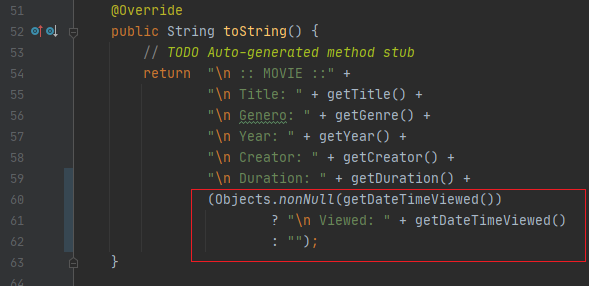 51 @Override
52 public String toString() {
53 // TODO Auto-generated method stub
54 return "\n :: MOVIE ::" +
55 "\n Title: " + getTitle() +
56 "\n Genero: " + getGenre() +
57 "\n Year: " + getYear() +
58 "\n Creator: " + getCreator() +
59 "\n Duration: " + getDuration() +
60 (Objects.nonNull(getDateTimeViewed())
61 ? "\n Viewed: " + getDateTimeViewed()
62 : "");
63 }
64